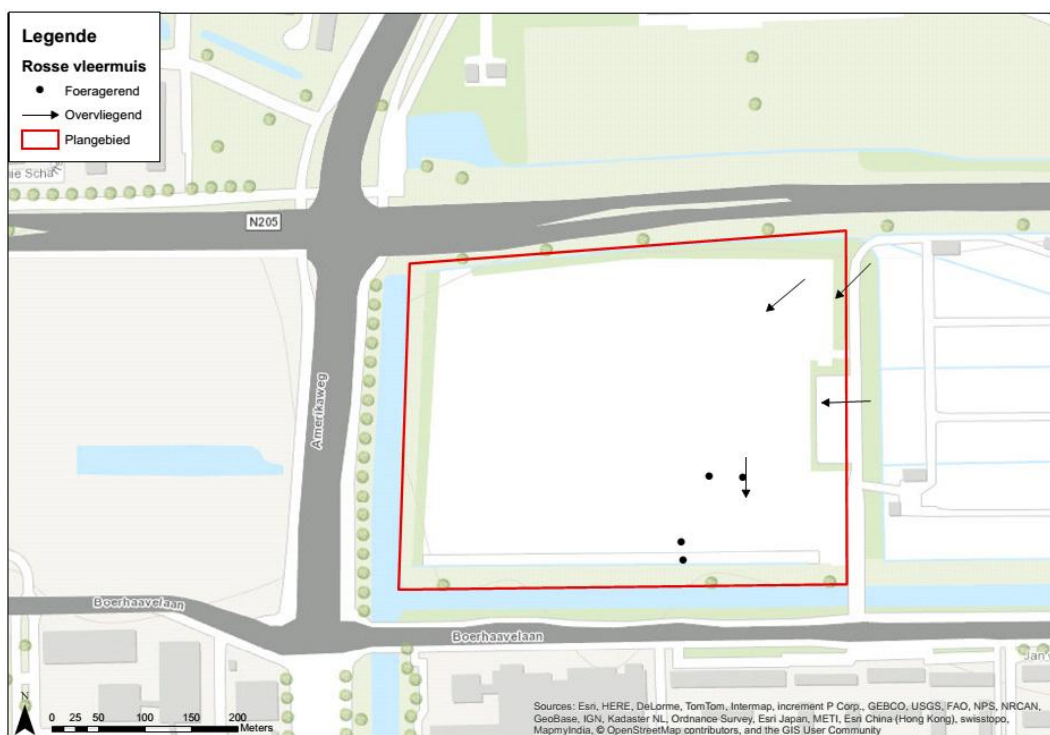 Legende
Rosse vleermuis
Foeragerend
Overvliegend
Plangebied
nie Scha
N205
Amerikaweg
Boerhaavelaan
Boerhaavelaan
N
0 25 50 100 150 200
Meters
Sources: Esri, HERE, DeLorme, TomTom, Intermap, increment P Corp., GEBCO, USGS, FAO, NPS, NRCAN,
GeoBase, IGN, Kadaster NL, Ordnance Survey, Esri Japan, METI, Esri China (Hong Kong), swisstopo,
MapmyIndia, © OpenStreetMap contributors, and the GIS User Community